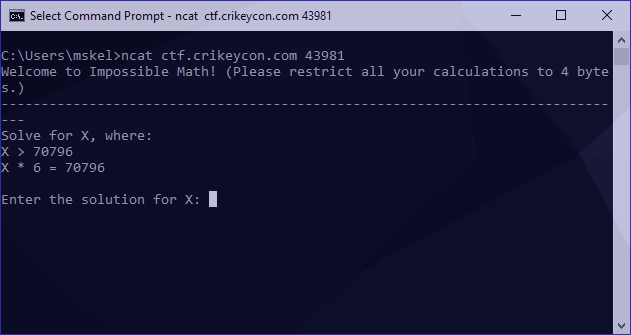 Select Command Prompt - ncat  ctf.crikeycon.com 43981
C:\Users\mskel>ncat ctf.crikeycon.com 43981
Welcome to Impossible Math! (Please restrict all your calculations to 4 byte
s.)
----------------------------------------------------------------------------
---
Solve for X, where:
X > 70796
X * 6 = 70796
Enter the solution for X: